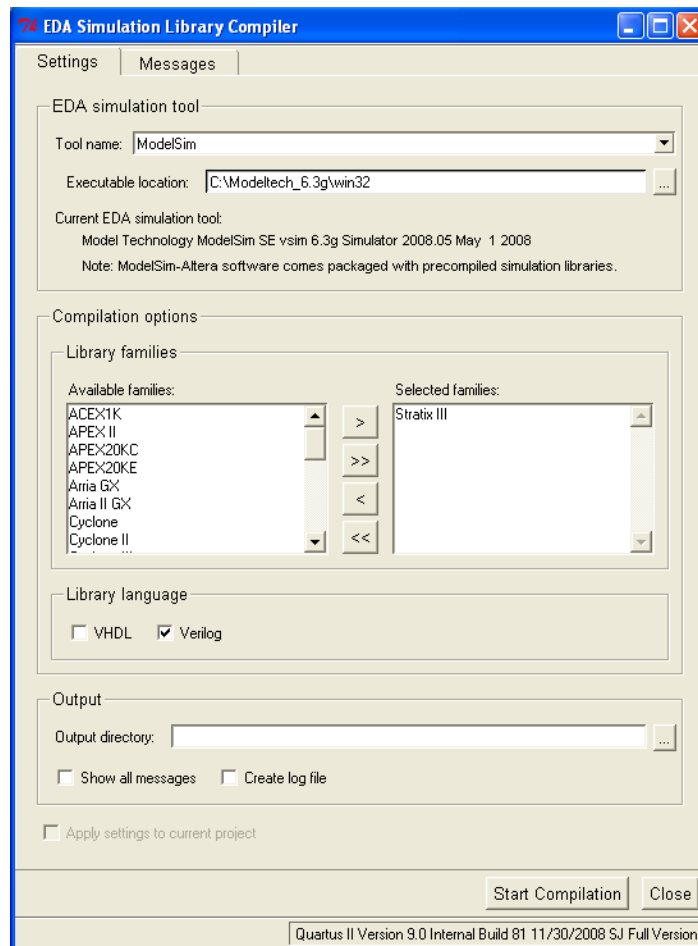 EDA Simulation Library Compiler
Settings
Messages
EDA simulation tool
Tool name: ModelSim
Executable location: C:\Modeltech_6.3g\win32 ...
Current EDA simulation tool:
Model Technology ModelSim SE vsim 6.3g Simulator 2008.05 May 1 2008
Note: ModelSim-Altera software comes packaged with precompiled simulation libraries.
Compilation options
Library families
Available families:
ACEX1K
APEX II
APEX20KC
APEX20KE
Arria GX
Arria II GX
Cyclone
Cyclone II
>
>>
<
<<
Selected families:
Stratix III
Library language
VHDL
Verilog
Output
Output directory: ...
Show all messages
Create log file
Apply settings to current project
Start Compilation
Close
Quartus II Version 9.0 Internal Build 81 11/30/2008 SJ Full Version